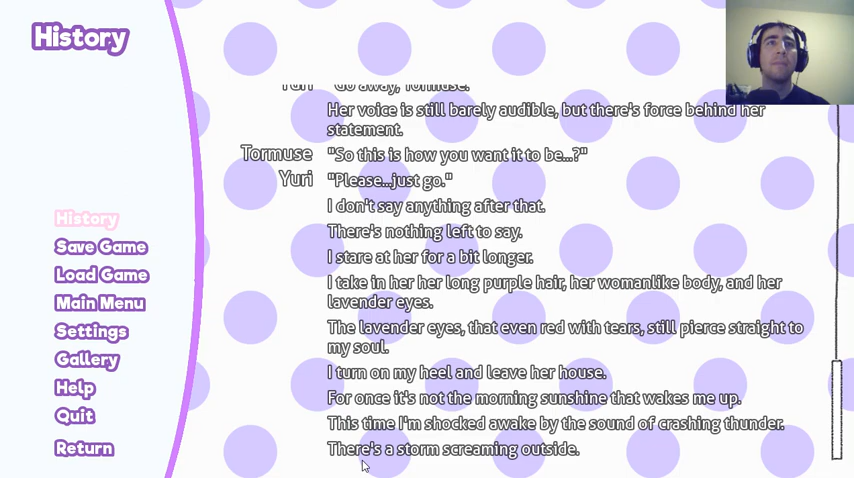 History
Yuri "Go away, Tormuse."
Her voice is still barely audible, but there's force behind her
statement.
Tormuse "So this is how you want it to be...?"
Yuri "Please...just go."
I don't say anything after that.
There's nothing left to say.
I stare at her for a bit longer.
I take in her her long purple hair, her womanlike body, and her
lavender eyes.
The lavender eyes, that even red with tears, still pierce straight to
my soul.
I turn on my heel and leave her house.
For once it's not the morning sunshine that wakes me up.
This time I'm shocked awake by the sound of crashing thunder.
There's a storm screaming outside.
History
Save Game
Load Game
Main Menu
Settings
Gallery
Help
Quit
Return